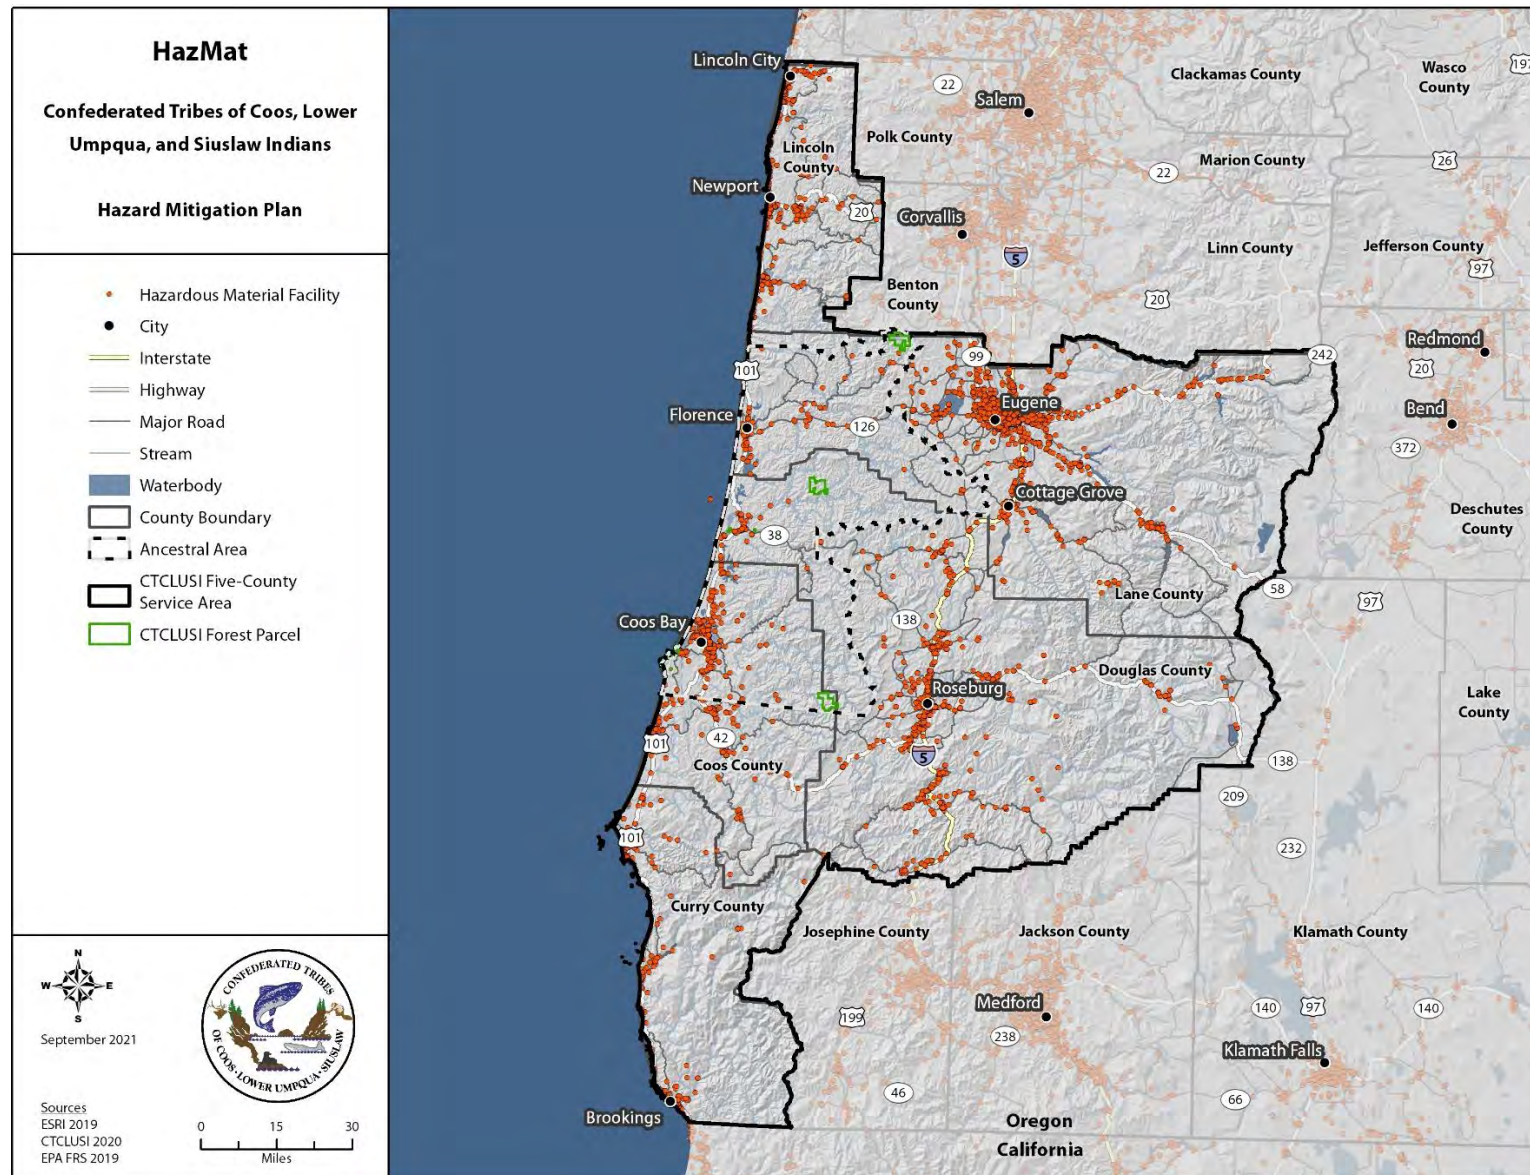 HazMat
Confederated Tribes of Coos, Lower
Umpqua, and Siuslaw Indians
Hazard Mitigation Plan
Hazardous Material Facility
City
Interstate
Highway
Major Road
Stream
Waterbody
County Boundary
Ancestral Area
CTCLUSI Five-County
Service Area
CTCLUSI Forest Parcel
N
W E
S
September 2021
CONFEDERATED TRIBES
OF COOS · LOWER UMPQUA · SIUSLAW
Sources
ESRI 2019
CTCLUSI 2020
EPA FRS 2019
0 15 30
Miles
Lincoln City
Clackamas County
Wasco
County
197
22
Salem
Polk County
Lincoln
County
Marion County
26
22
Newport
20
Corvallis
Linn County
Jefferson County
5
97
Benton
County
20
Redmond
99
242
101
20
Florence
126
Eugene
Bend
372
Cottage Grove
Deschutes
County
38
58
Lane County
97
Coos Bay
138
Douglas County
Roseburg
Lake
County
101
42
5
Coos County
138
209
101
232
Curry County
Josephine County
Jackson County
Klamath County
199
Medford
140
97
140
238
Klamath Falls
46
66
Brookings
Oregon
California